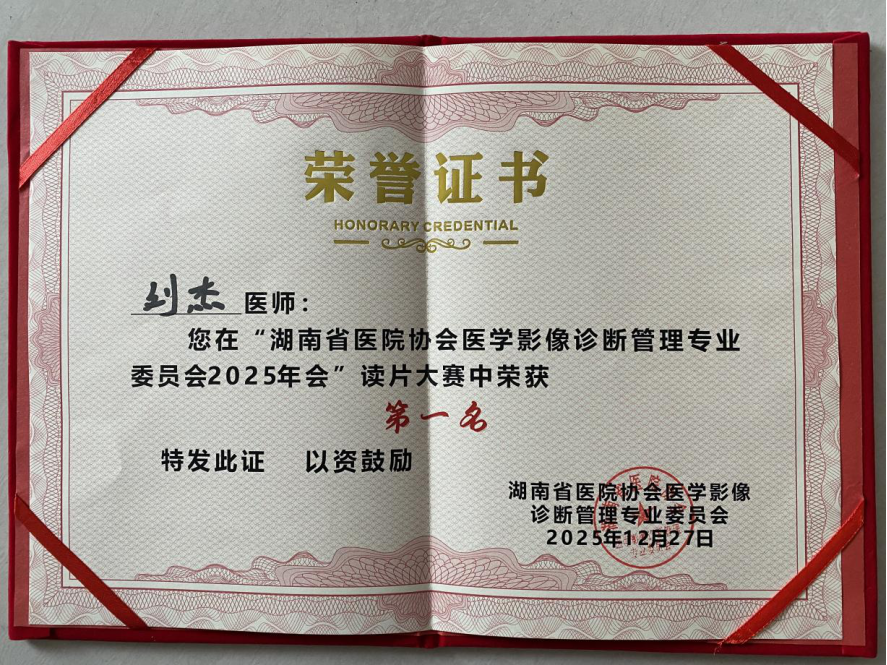 荣誉证书
HONORARY CREDENTIAL
刘杰医师：
您在“湖南省医院协会医学影像诊断管理专业
委员会2025年会”读片大赛中荣获
第一名
特发此证 以资鼓励
湖南省医院协会医学影像
诊断管理专业委员会
2025年12月27日